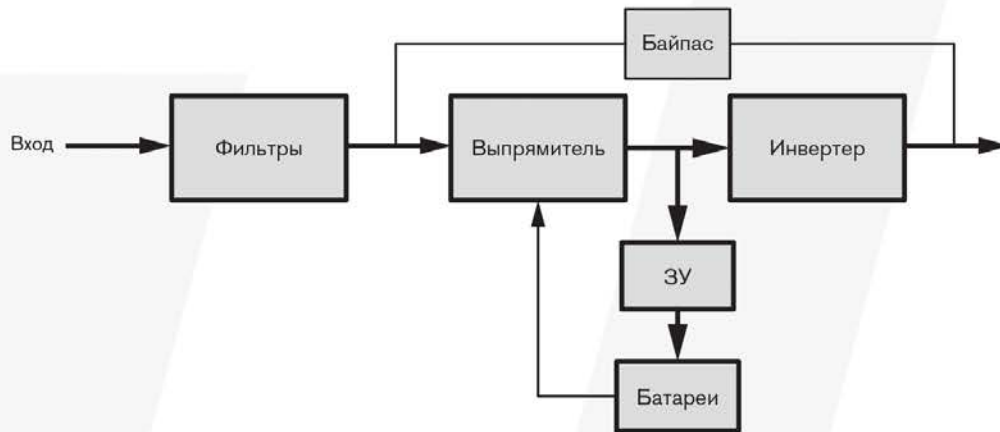 Байпас
Вход
Фильтры
Выпрямитель
Инвертер
ЗУ
Батареи